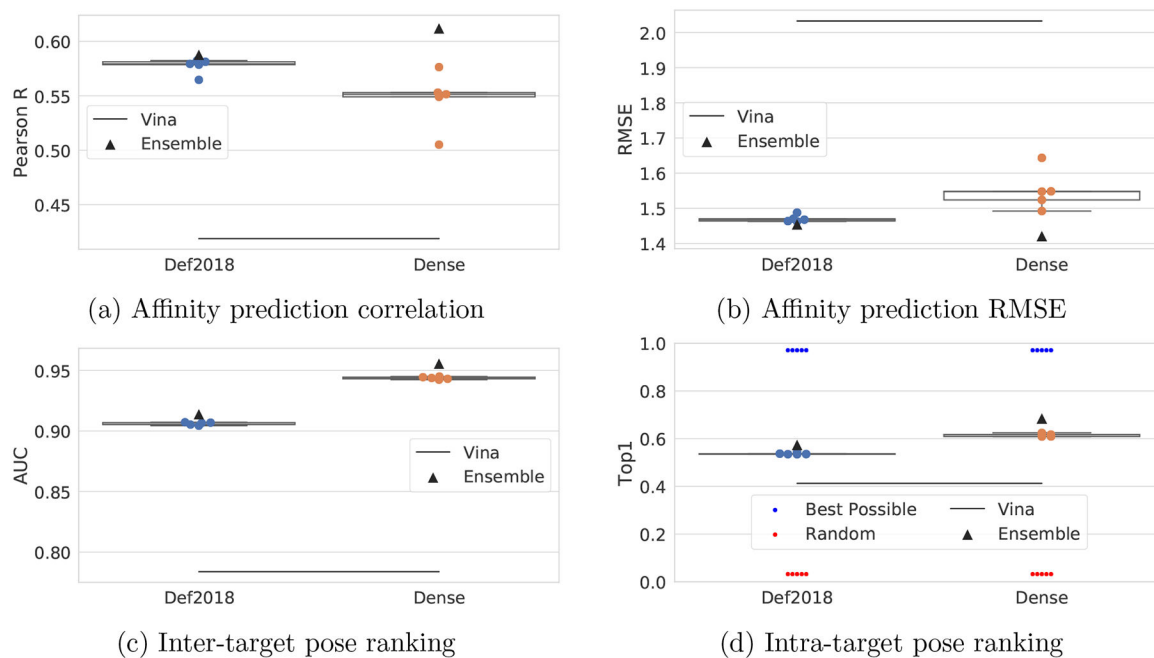 0.60
0.55
0.50
0.45
Pearson R
Vina
Ensemble
Def2018
Dense
(a) Affinity prediction correlation
2.0
1.9
1.8
1.7
1.6
1.5
1.4
RMSE
Vina
Ensemble
Def2018
Dense
(b) Affinity prediction RMSE
0.95
0.90
0.85
0.80
AUC
Vina
Ensemble
Def2018
Dense
(c) Inter-target pose ranking
1.0
0.8
0.6
0.4
0.2
0.0
Top1
Best Possible
Random
Vina
Ensemble
Def2018
Dense
(d) Intra-target pose ranking